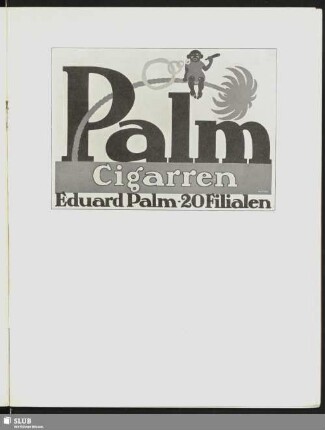 Palm
Cigarren
Eduard Palm-20 Filialen
SLUB